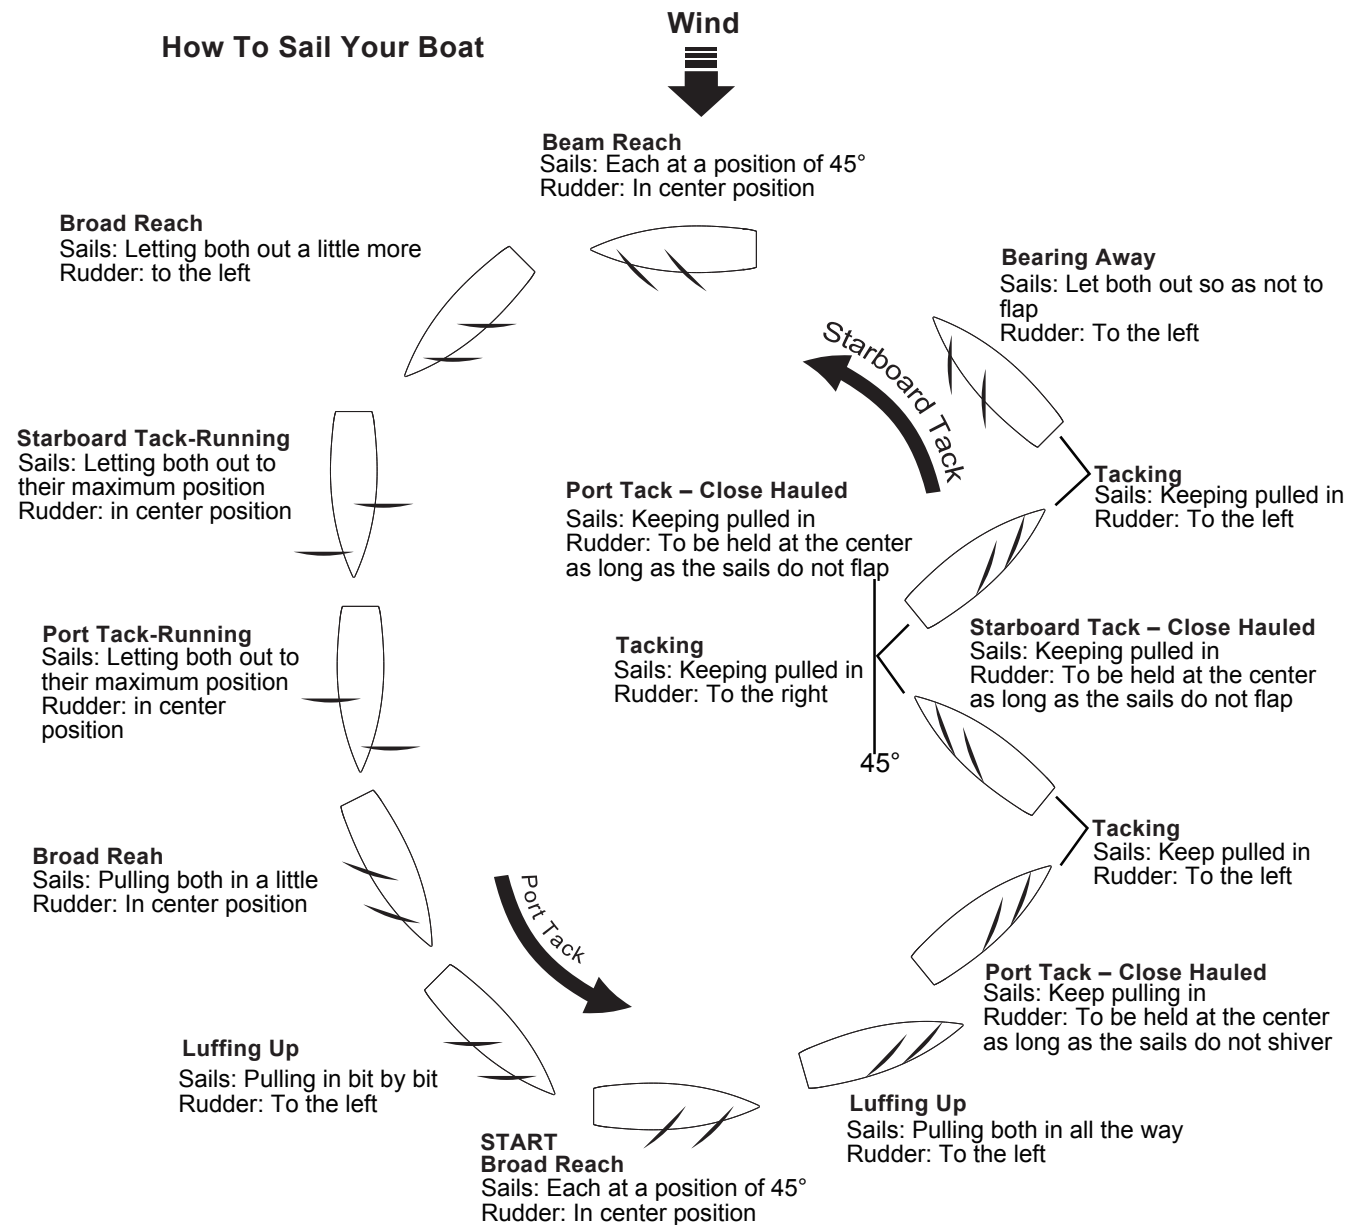 How To Sail Your Boat
Wind
Beam Reach
Sails: Each at a position of 45°
Rudder: In center position
Broad Reach
Sails: Letting both out a little more
Rudder: to the left
Bearing Away
Sails: Let both out so as not to
flap
Rudder: To the left
Starboard Tack
Starboard Tack-Running
Sails: Letting both out to
their maximum position
Rudder: in center position
Tacking
Sails: Keeping pulled in
Rudder: To the left
Port Tack – Close Hauled
Sails: Keeping pulled in
Rudder: To be held at the center
as long as the sails do not flap
Port Tack-Running
Sails: Letting both out to
their maximum position
Rudder: in center
position
Tacking
Sails: Keeping pulled in
Rudder: To the right
Starboard Tack – Close Hauled
Sails: Keeping pulled in
Rudder: To be held at the center
as long as the sails do not flap
45°
Tacking
Sails: Keep pulled in
Rudder: To the left
Broad Reah
Sails: Pulling both in a little
Rudder: In center position
Port Tack
Port Tack – Close Hauled
Sails: Keep pulling in
Rudder: To be held at the center
as long as the sails do not shiver
Luffing Up
Sails: Pulling in bit by bit
Rudder: To the left
Luffing Up
Sails: Pulling both in all the way
Rudder: To the left
START
Broad Reach
Sails: Each at a position of 45°
Rudder: In center position